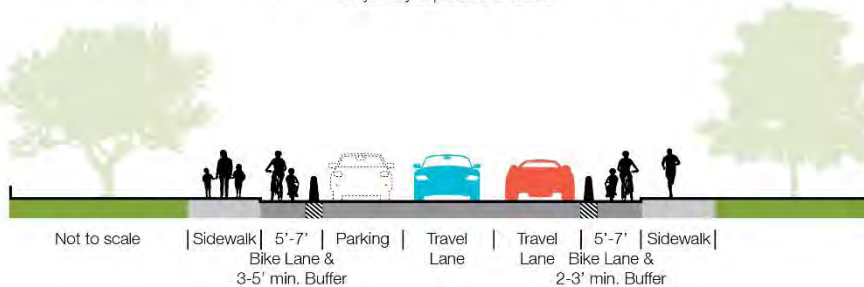 Not to scale | Sidewalk | 5'-7' | Parking | Travel | Travel | 5'-7' | Sidewalk |
Bike Lane & Lane Lane Bike Lane &
3-5' min. Buffer 2-3' min. Buffer